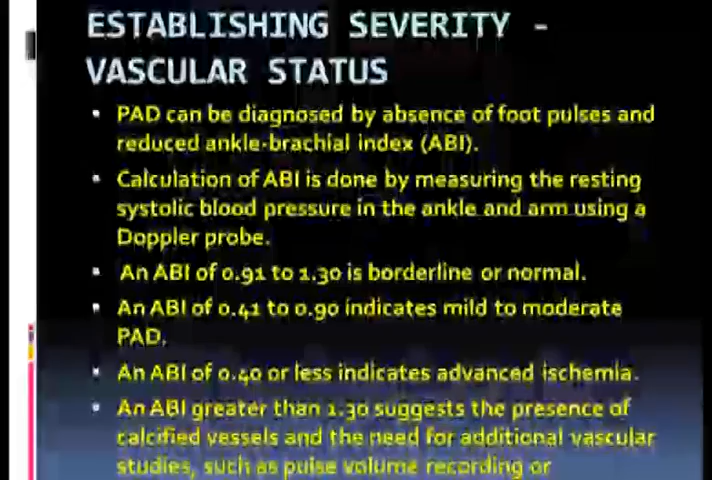 ESTABLISHING SEVERITY -
VASCULAR STATUS
PAD can be diagnosed by absence of foot pulses and
reduced ankle-brachial index (ABI).
Calculation of ABI is done by measuring the resting
systolic blood pressure in the ankle and arm using a
Doppler probe.
An ABI of 0.91 to 1.30 is borderline or normal.
An ABI of 0.41 to 0.90 indicates mild to moderate
PAD.
An ABI of 0.40 or less indicates advanced ischemia.
An ABI greater than 1.30 suggests the presence of
calcified vessels and the need for additional vascular
studies, such as pulse volume recording or